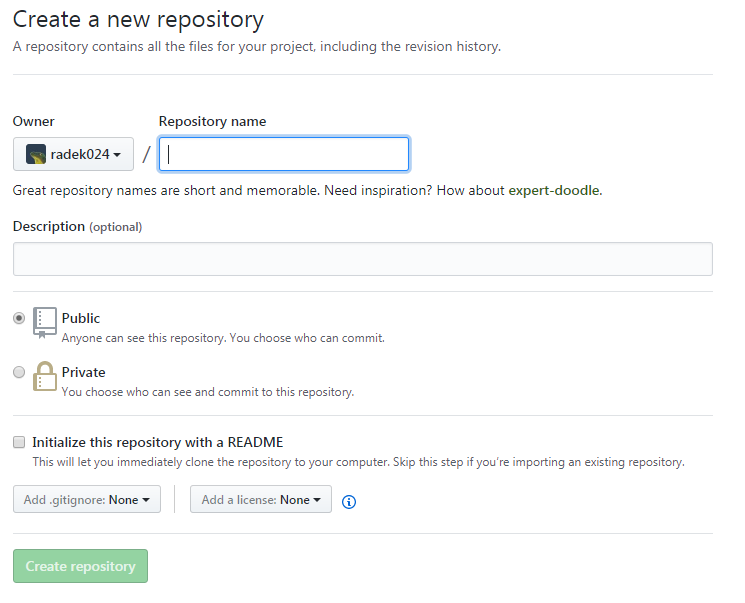 Create a new repository
A repository contains all the files for your project, including the revision history.
Owner
Repository name
radek024 /
Great repository names are short and memorable. Need inspiration? How about expert-doodle.
Description (optional)
Public
Anyone can see this repository. You choose who can commit.
Private
You choose who can see and commit to this repository.
Initialize this repository with a README
This will let you immediately clone the repository to your computer. Skip this step if you’re importing an existing repository.
Add .gitignore: None
Add a license: None
Create repository